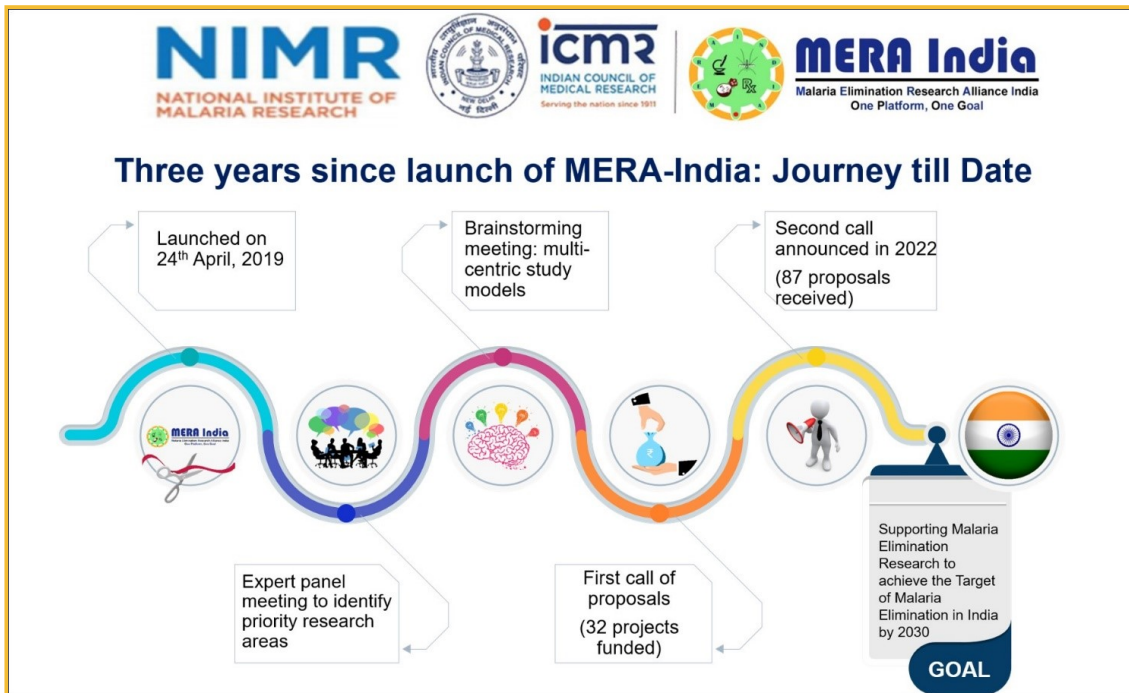 NIMR
NATIONAL INSTITUTE OF
MALARIA RESEARCH
icmr
INDIAN COUNCIL OF
MEDICAL RESEARCH
Serving the nation since 1911
MERA India
Malaria Elimination Research Alliance India
One Platform, One Goal
Three years since launch of MERA-India: Journey till Date
Launched on
24th April, 2019
Brainstorming
meeting: multi-
centric study
models
Second call
announced in 2022
(87 proposals
received)
MERA India
Expert panel
meeting to identify
priority research
areas
First call of
proposals
(32 projects
funded)
Supporting Malaria
Elimination
Research to
achieve the Target
of Malaria
Elimination in India
by 2030
GOAL